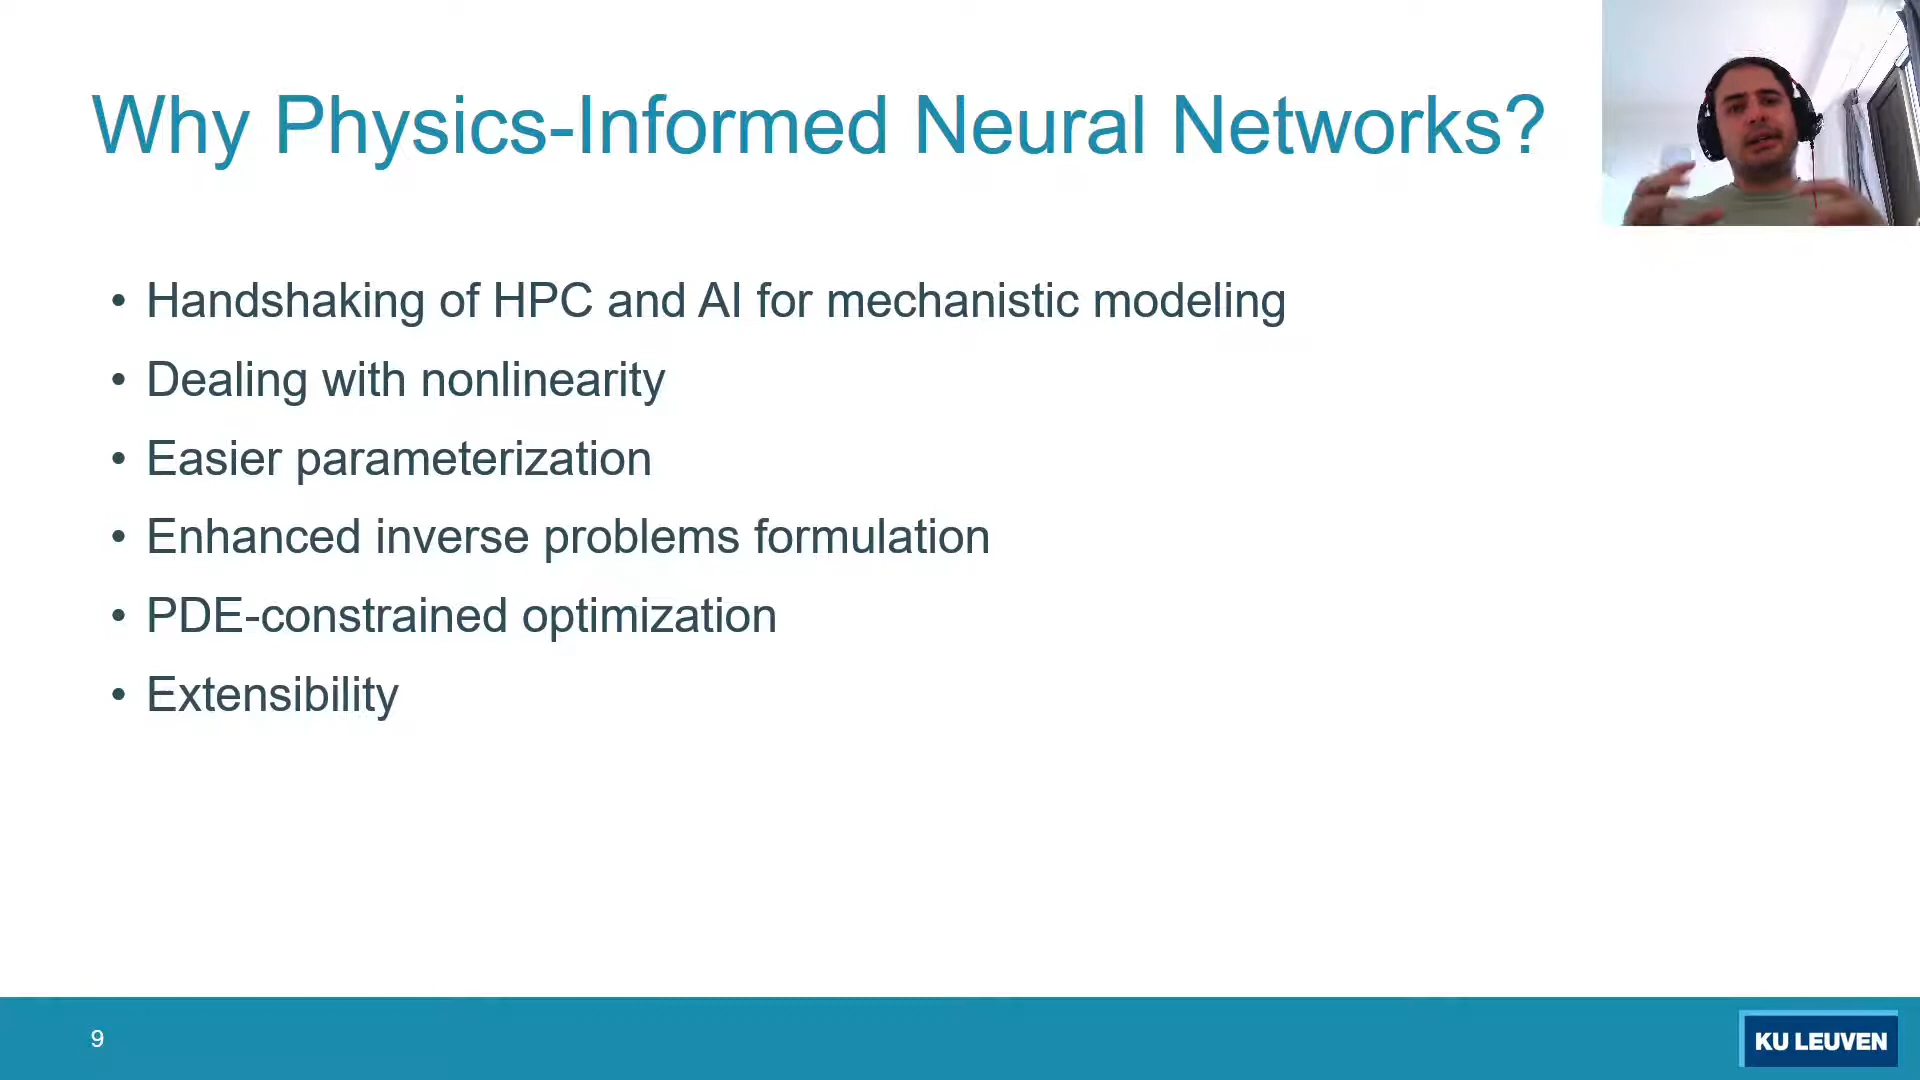 Why Physics-Informed Neural Networks?
• Handshaking of HPC and AI for mechanistic modeling
• Dealing with nonlinearity
• Easier parameterization
• Enhanced inverse problems formulation
• PDE-constrained optimization
• Extensibility
9
KU LEUVEN